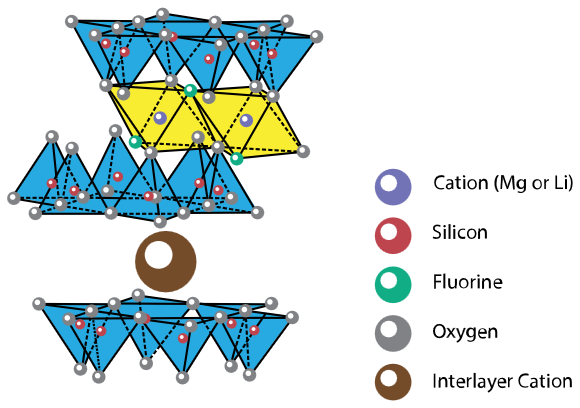 Cation (Mg or Li)
Silicon
Fluorine
Oxygen
Interlayer Cation